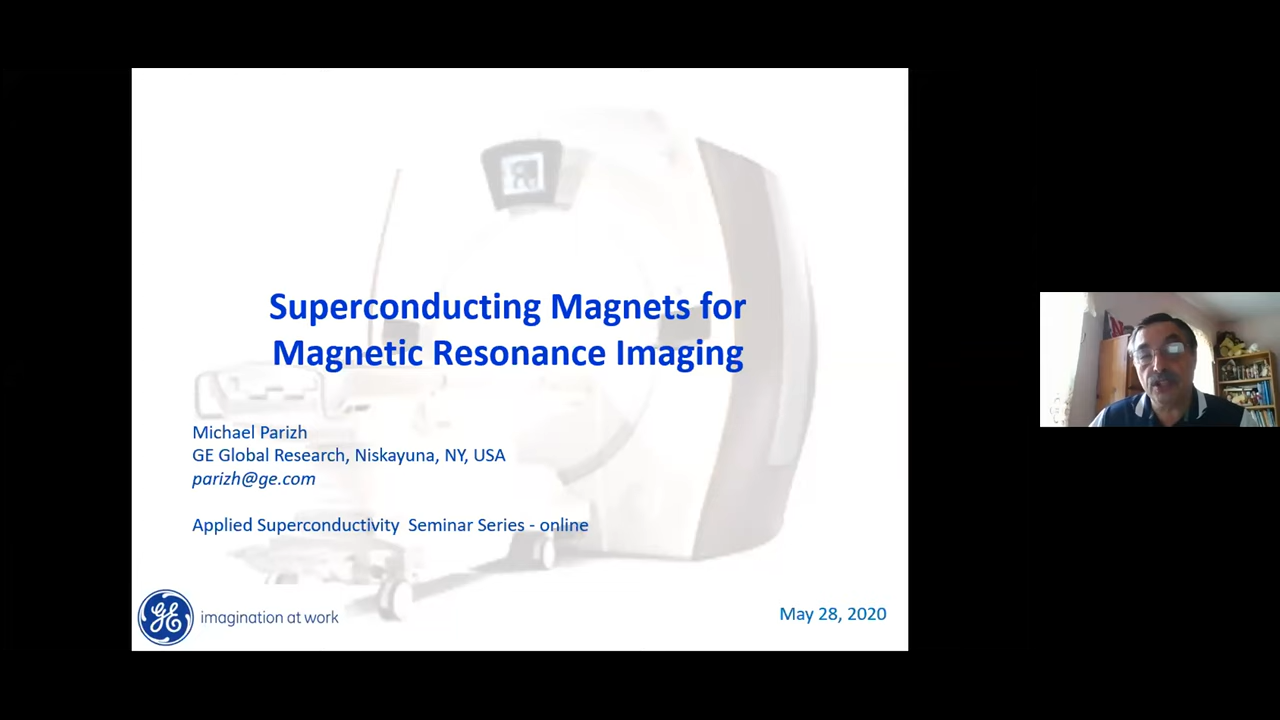 Superconducting Magnets for
Magnetic Resonance Imaging
Michael Parizh
GE Global Research, Niskayuna, NY, USA
parizh@ge.com
Applied Superconductivity Seminar Series - online
GE imagination at work
May 28, 2020